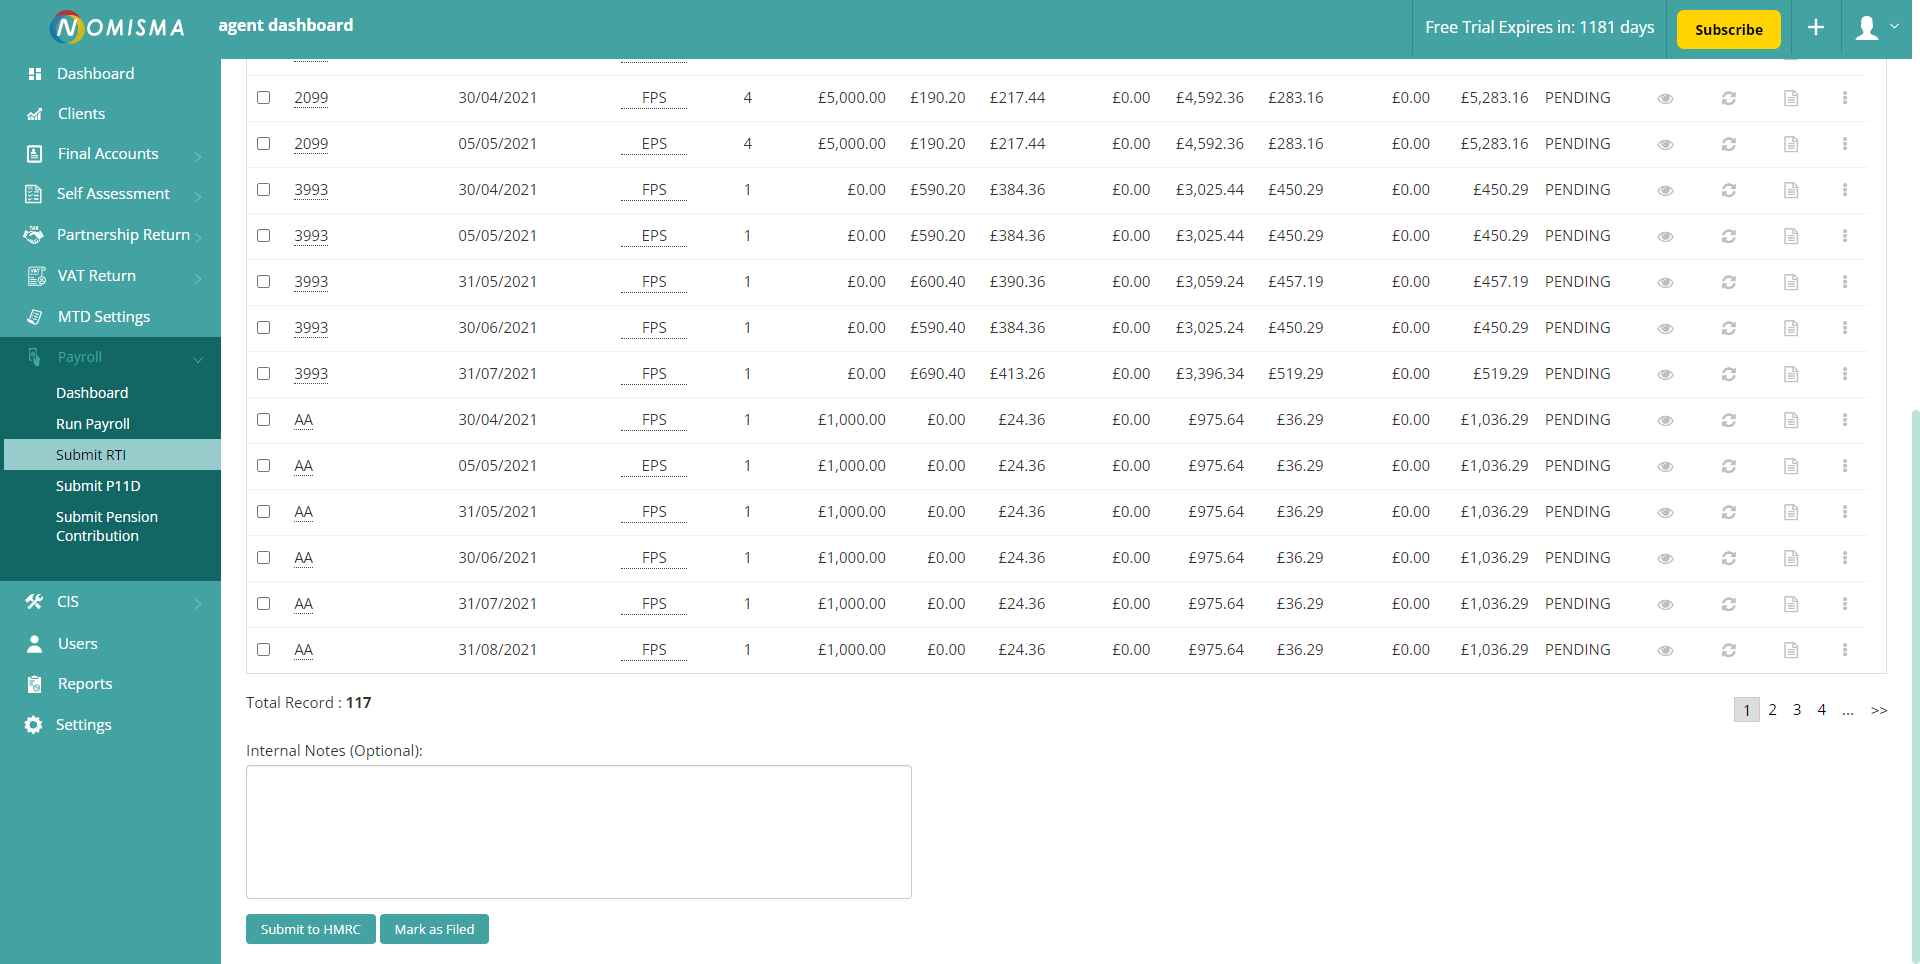 NOMISMA
agent dashboard
Free Trial Expires in: 1181 days
Subscribe
Dashboard
Clients
Final Accounts
Self Assessment
Partnership Return
VAT Return
MTD Settings
Payroll
Dashboard
Run Payroll
Submit RTI
Submit P11D
Submit Pension
Contribution
CIS
Users
Reports
Settings
2099 30/04/2021 FPS 4 £5,000.00 £190.20 £217.44 £0.00 £4,592.36 £283.16 £0.00 £5,283.16 PENDING
2099 05/05/2021 EPS 4 £5,000.00 £190.20 £217.44 £0.00 £4,592.36 £283.16 £0.00 £5,283.16 PENDING
3993 30/04/2021 FPS 1 £0.00 £590.20 £384.36 £0.00 £3,025.44 £450.29 £0.00 £450.29 PENDING
3993 05/05/2021 EPS 1 £0.00 £590.20 £384.36 £0.00 £3,025.44 £450.29 £0.00 £450.29 PENDING
3993 31/05/2021 FPS 1 £0.00 £600.40 £390.36 £0.00 £3,059.24 £457.19 £0.00 £457.19 PENDING
3993 30/06/2021 FPS 1 £0.00 £590.40 £384.36 £0.00 £3,025.24 £450.29 £0.00 £450.29 PENDING
3993 31/07/2021 FPS 1 £0.00 £690.40 £413.26 £0.00 £3,396.34 £519.29 £0.00 £519.29 PENDING
AA 30/04/2021 FPS 1 £1,000.00 £0.00 £24.36 £0.00 £975.64 £36.29 £0.00 £1,036.29 PENDING
AA 05/05/2021 EPS 1 £1,000.00 £0.00 £24.36 £0.00 £975.64 £36.29 £0.00 £1,036.29 PENDING
AA 31/05/2021 FPS 1 £1,000.00 £0.00 £24.36 £0.00 £975.64 £36.29 £0.00 £1,036.29 PENDING
AA 30/06/2021 FPS 1 £1,000.00 £0.00 £24.36 £0.00 £975.64 £36.29 £0.00 £1,036.29 PENDING
AA 31/07/2021 FPS 1 £1,000.00 £0.00 £24.36 £0.00 £975.64 £36.29 £0.00 £1,036.29 PENDING
AA 31/08/2021 FPS 1 £1,000.00 £0.00 £24.36 £0.00 £975.64 £36.29 £0.00 £1,036.29 PENDING
Total Record : 117
1 2 3 4 ... >>
Internal Notes (Optional):
Submit to HMRC
Mark as Filed